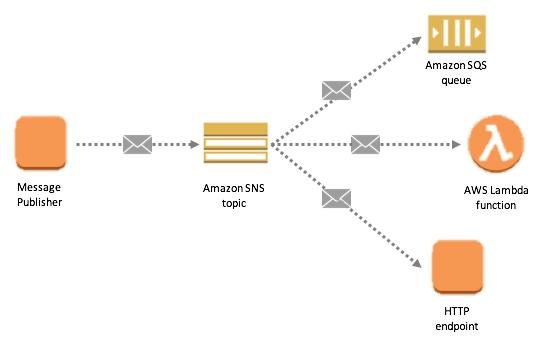 Message
Publisher
Amazon SNS
topic
Amazon SQS
queue
AWS Lambda
function
HTTP
endpoint